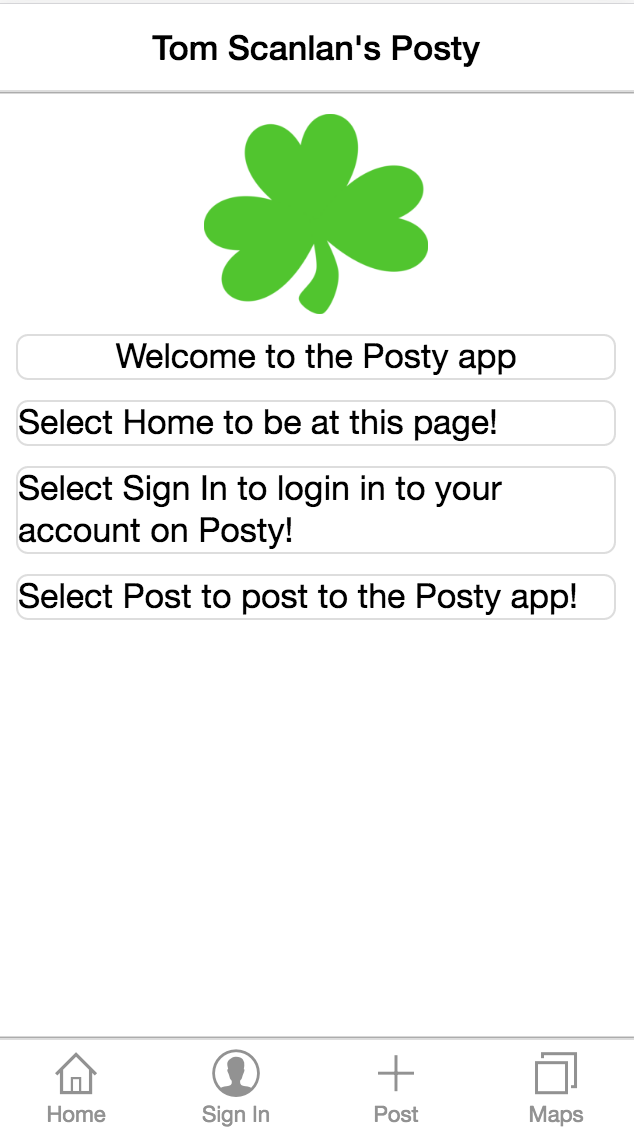 Tom Scanlan's Posty
Welcome to the Posty app
Select Home to be at this page!
Select Sign In to login in to your
account on Posty!
Select Post to post to the Posty app!
Home
Sign In
Post
Maps